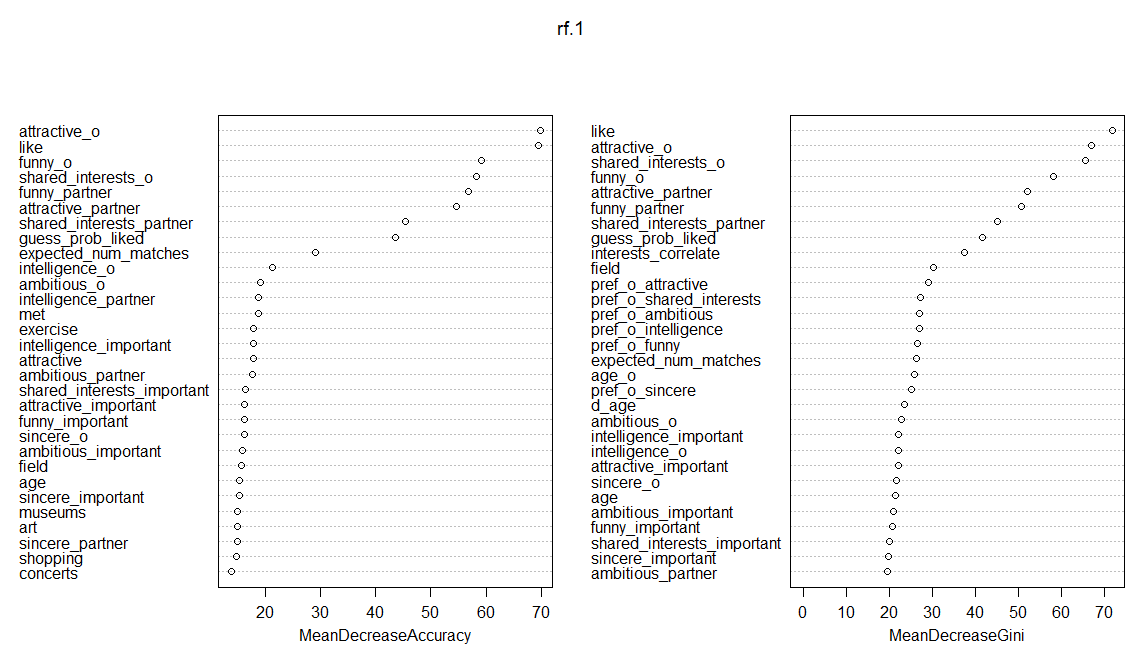 rf.1
attractive_o
like
funny_o
shared_interests_o
funny_partner
attractive_partner
shared_interests_partner
guess_prob_liked
expected_num_matches
intelligence_o
ambitious_o
intelligence_partner
met
exercise
intelligence_important
attractive
ambitious_partner
shared_interests_important
attractive_important
funny_important
sincere_o
ambitious_important
field
age
sincere_important
museums
art
sincere_partner
shopping
concerts
20 30 40 50 60 70
MeanDecreaseAccuracy
like
attractive_o
shared_interests_o
funny_o
attractive_partner
funny_partner
shared_interests_partner
guess_prob_liked
interests_correlate
field
pref_o_attractive
pref_o_shared_interests
pref_o_ambitious
pref_o_intelligence
pref_o_funny
expected_num_matches
age_o
pref_o_sincere
d_age
ambitious_o
intelligence_important
intelligence_o
attractive_important
sincere_o
age
ambitious_important
funny_important
shared_interests_important
sincere_important
ambitious_partner
0 10 20 30 40 50 60 70
MeanDecreaseGini